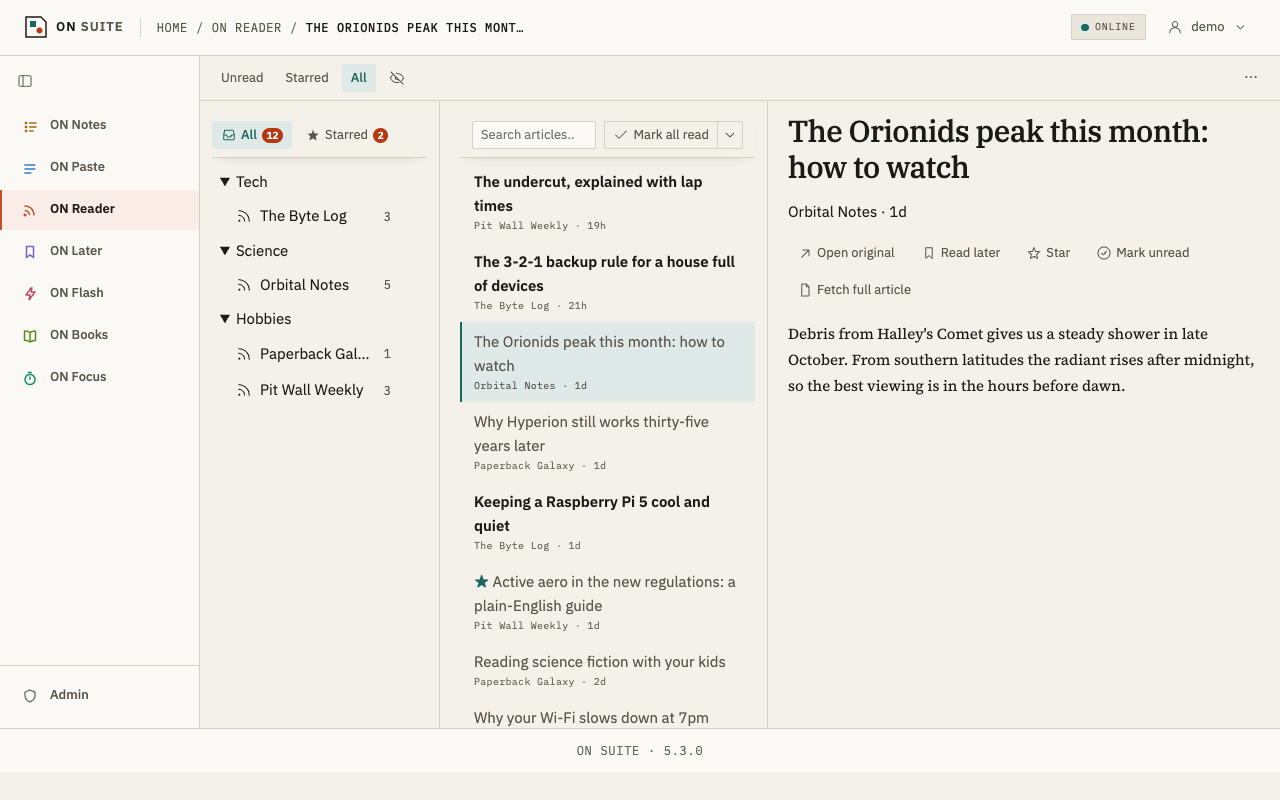 ON SUITE
HOME / ON READER / THE ORIONIDS PEAK THIS MONT…
ONLINE
demo
Unread
Starred
All
...
ON Notes
ON Paste
ON Reader
ON Later
ON Flash
ON Books
ON Focus
Admin
All 12
Starred 2
Tech
The Byte Log 3
Science
Orbital Notes 5
Hobbies
Paperback Gal... 1
Pit Wall Weekly 3
Search articles..
Mark all read
The undercut, explained with lap
times
Pit Wall Weekly · 19h
The 3-2-1 backup rule for a house full
of devices
The Byte Log · 21h
The Orionids peak this month: how to
watch
Orbital Notes · 1d
Why Hyperion still works thirty-five
years later
Paperback Galaxy · 1d
Keeping a Raspberry Pi 5 cool and
quiet
The Byte Log · 1d
Active aero in the new regulations: a
plain-English guide
Pit Wall Weekly · 1d
Reading science fiction with your kids
Paperback Galaxy · 2d
Why your Wi-Fi slows down at 7pm
The Orionids peak this month:
how to watch
Orbital Notes · 1d
Open original
Read later
Star
Mark unread
Fetch full article
Debris from Halley's Comet gives us a steady shower in late
October. From southern latitudes the radiant rises after midnight,
so the best viewing is in the hours before dawn.
ON SUITE · 5.3.0